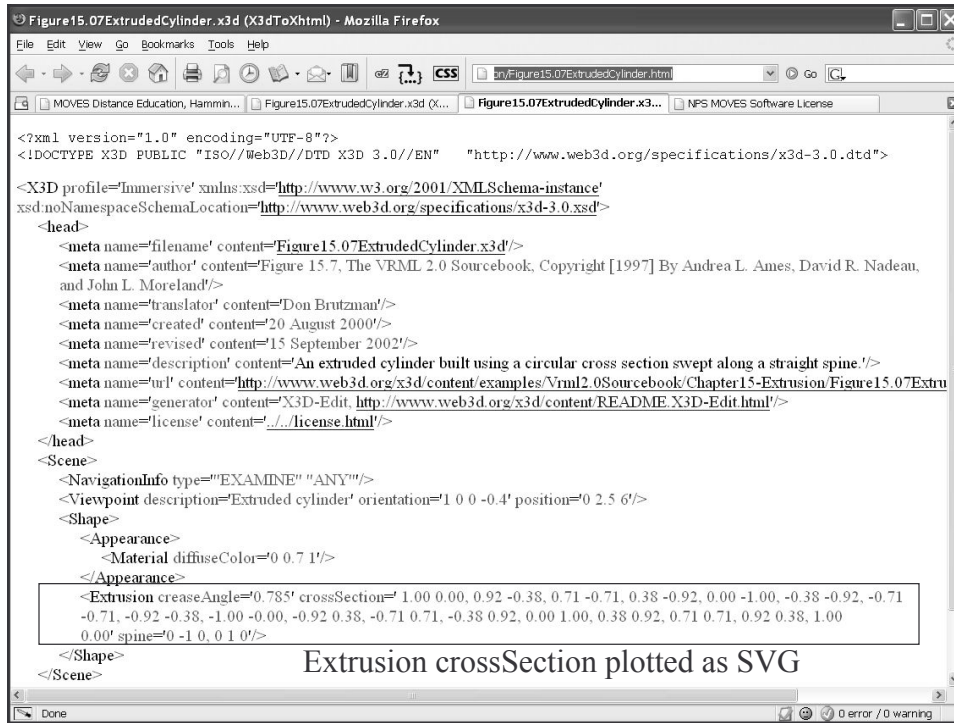 Figure15.07ExtrudedCylinder.x3d (X3dToXhtml) - Mozilla Firefox
File Edit View Go Bookmarks Tools Help
CSS on/Figure15.07ExtrudedCylinder.html Go
MOVES Distance Education, Hammin... Figure15.07ExtrudedCylinder.x3d (X... Figure15.07ExtrudedCylinder.x3... NPS MOVES Software License
<?xml version="1.0" encoding="UTF-8"?>
<!DOCTYPE X3D PUBLIC "ISO//Web3D//DTD X3D 3.0//EN" "http://www.web3d.org/specifications/x3d-3.0.dtd">
<X3D profile='Immersive' xmlns:xsd='http://www.w3.org/2001/XMLSchema-instance'
xsd:noNamespaceSchemaLocation='http://www.web3d.org/specifications/x3d-3.0.xsd'>
<head>
<meta name='filename' content='Figure15.07ExtrudedCylinder.x3d'/>
<meta name='author' content='Figure 15.7, The VRML 2.0 Sourcebook, Copyright [1997] By Andrea L. Ames, David R. Nadeau,
and John L. Moreland'/>
<meta name='translator' content='Don Brutzman'/>
<meta name='created' content='20 August 2000'/>
<meta name='revised' content='15 September 2002'/>
<meta name='description' content='An extruded cylinder built using a circular cross section swept along a straight spine.'/>
<meta name='url' content='http://www.web3d.org/x3d/content/examples/Vrml2.0Sourcebook/Chapter15-Extrusion/Figure15.07Extru
<meta name='generator' content='X3D-Edit, http://www.web3d.org/x3d/content/README.X3D-Edit.html'/>
<meta name='license' content='../../license.html'/>
</head>
<Scene>
<NavigationInfo type='"EXAMINE" "ANY"'/>
<Viewpoint description='Extruded cylinder' orientation='1 0 0 -0.4' position='0 2.5 6'/>
<Shape>
<Appearance>
<Material diffuseColor='0 0.7 1'/>
</Appearance>
<Extrusion creaseAngle='0.785' crossSection=' 1.00 0.00, 0.92 -0.38, 0.71 -0.71, 0.38 -0.92, 0.00 -1.00, -0.38 -0.92, -0.71
-0.71, -0.92 -0.38, -1.00 -0.00, -0.92 0.38, -0.71 0.71, -0.38 0.92, 0.00 1.00, 0.38 0.92, 0.71 0.71, 0.92 0.38, 1.00
0.00' spine='0 -1 0, 0 1 0'/>
</Shape>
Extrusion crossSection plotted as SVG
</Scene>
Done 0 error / 0 warning